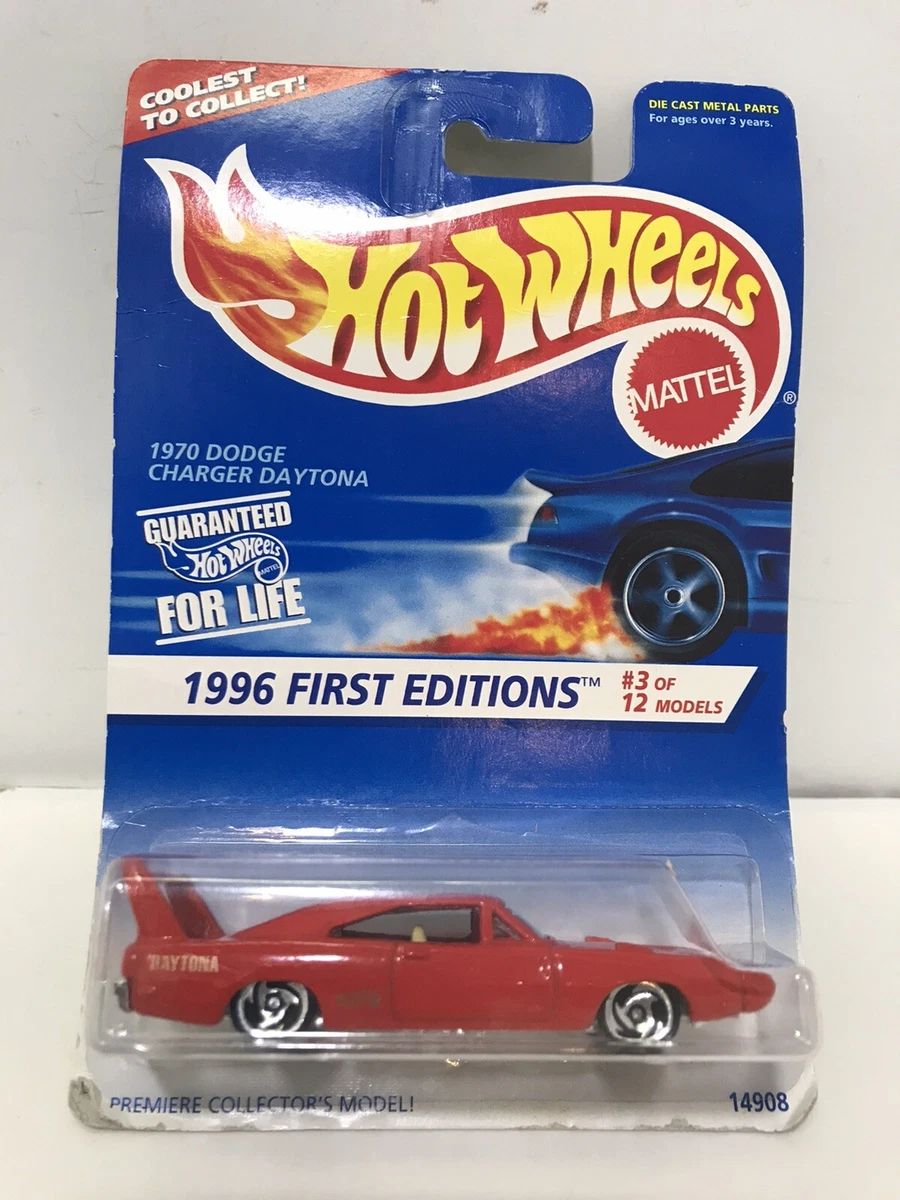 COOLEST
TO COLLECT!
DIE CAST METAL PARTS
For ages over 3 years.
HOT WHEELS
MATTEL
®
1970 DODGE
CHARGER DAYTONA
GUARANTEED
HOT WHEELS
MATTEL
FOR LIFE
1996 FIRST EDITIONS™
#3 OF
12 MODELS
DAYTONA
PREMIERE COLLECTOR'S MODEL!
14908